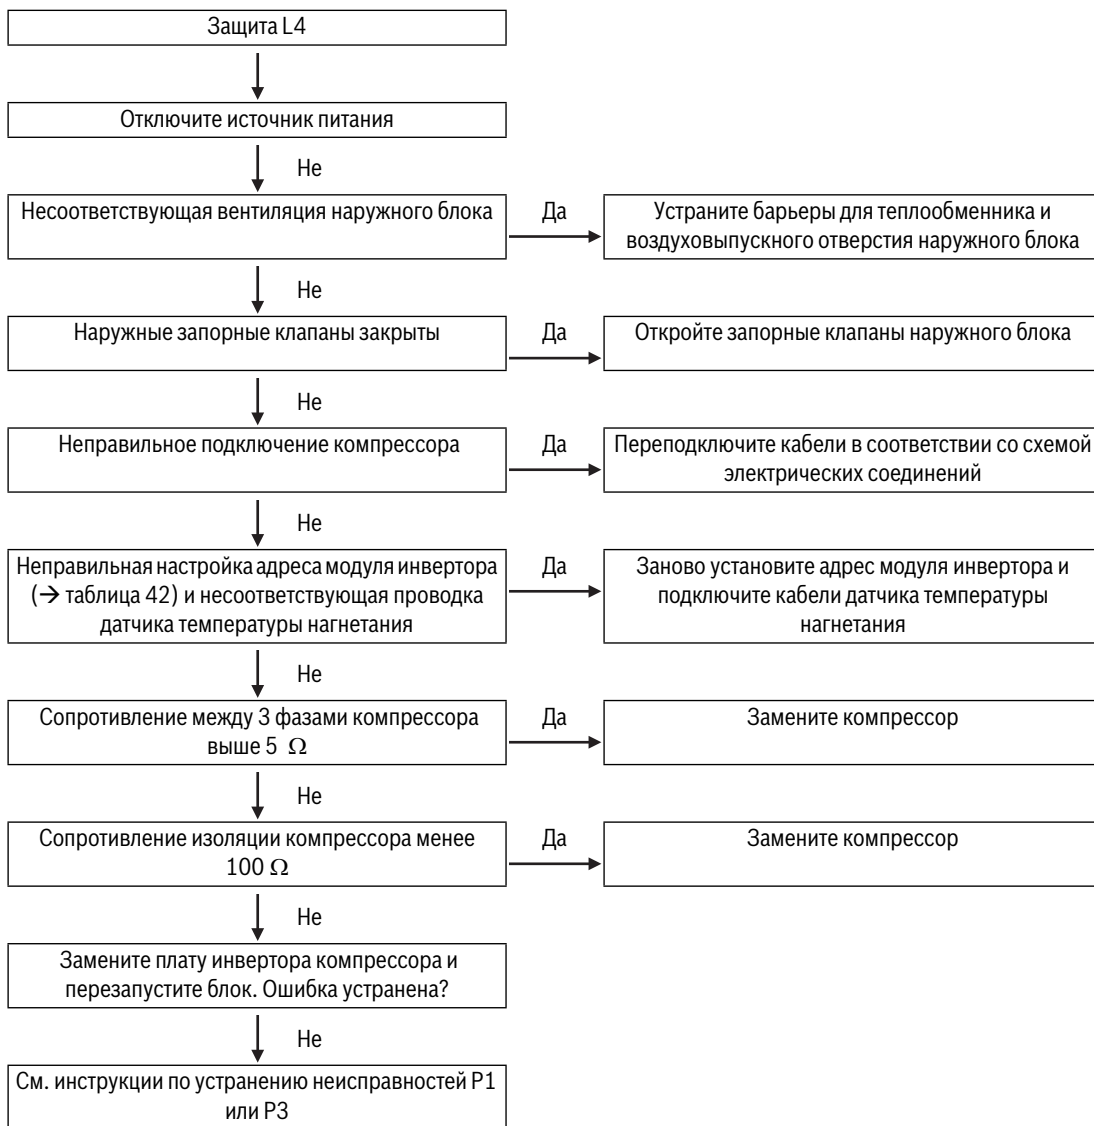 Защита L4
Отключите источник питания
Не
Несоответствующая вентиляция наружного блока
Да
Устраните барьеры для теплообменника и
воздуховыпускного отверстия наружного блока
Не
Наружные запорные клапаны закрыты
Да
Откройте запорные клапаны наружного блока
Не
Неправильное подключение компрессора
Да
Переподключите кабели в соответствии со схемой
электрических соединений
Не
Неправильная настройка адреса модуля инвертора
(→ таблица 42) и несоответствующая проводка
датчика температуры нагнетания
Да
Заново установите адрес модуля инвертора и
подключите кабели датчика температуры
нагнетания
Не
Сопротивление между 3 фазами компрессора
выше 5 Ω
Да
Замените компрессор
Не
Сопротивление изоляции компрессора менее
100 Ω
Да
Замените компрессор
Не
Замените плату инвертора компрессора и
перезапустите блок. Ошибка устранена?
Не
См. инструкции по устранению неисправностей P1
или P3